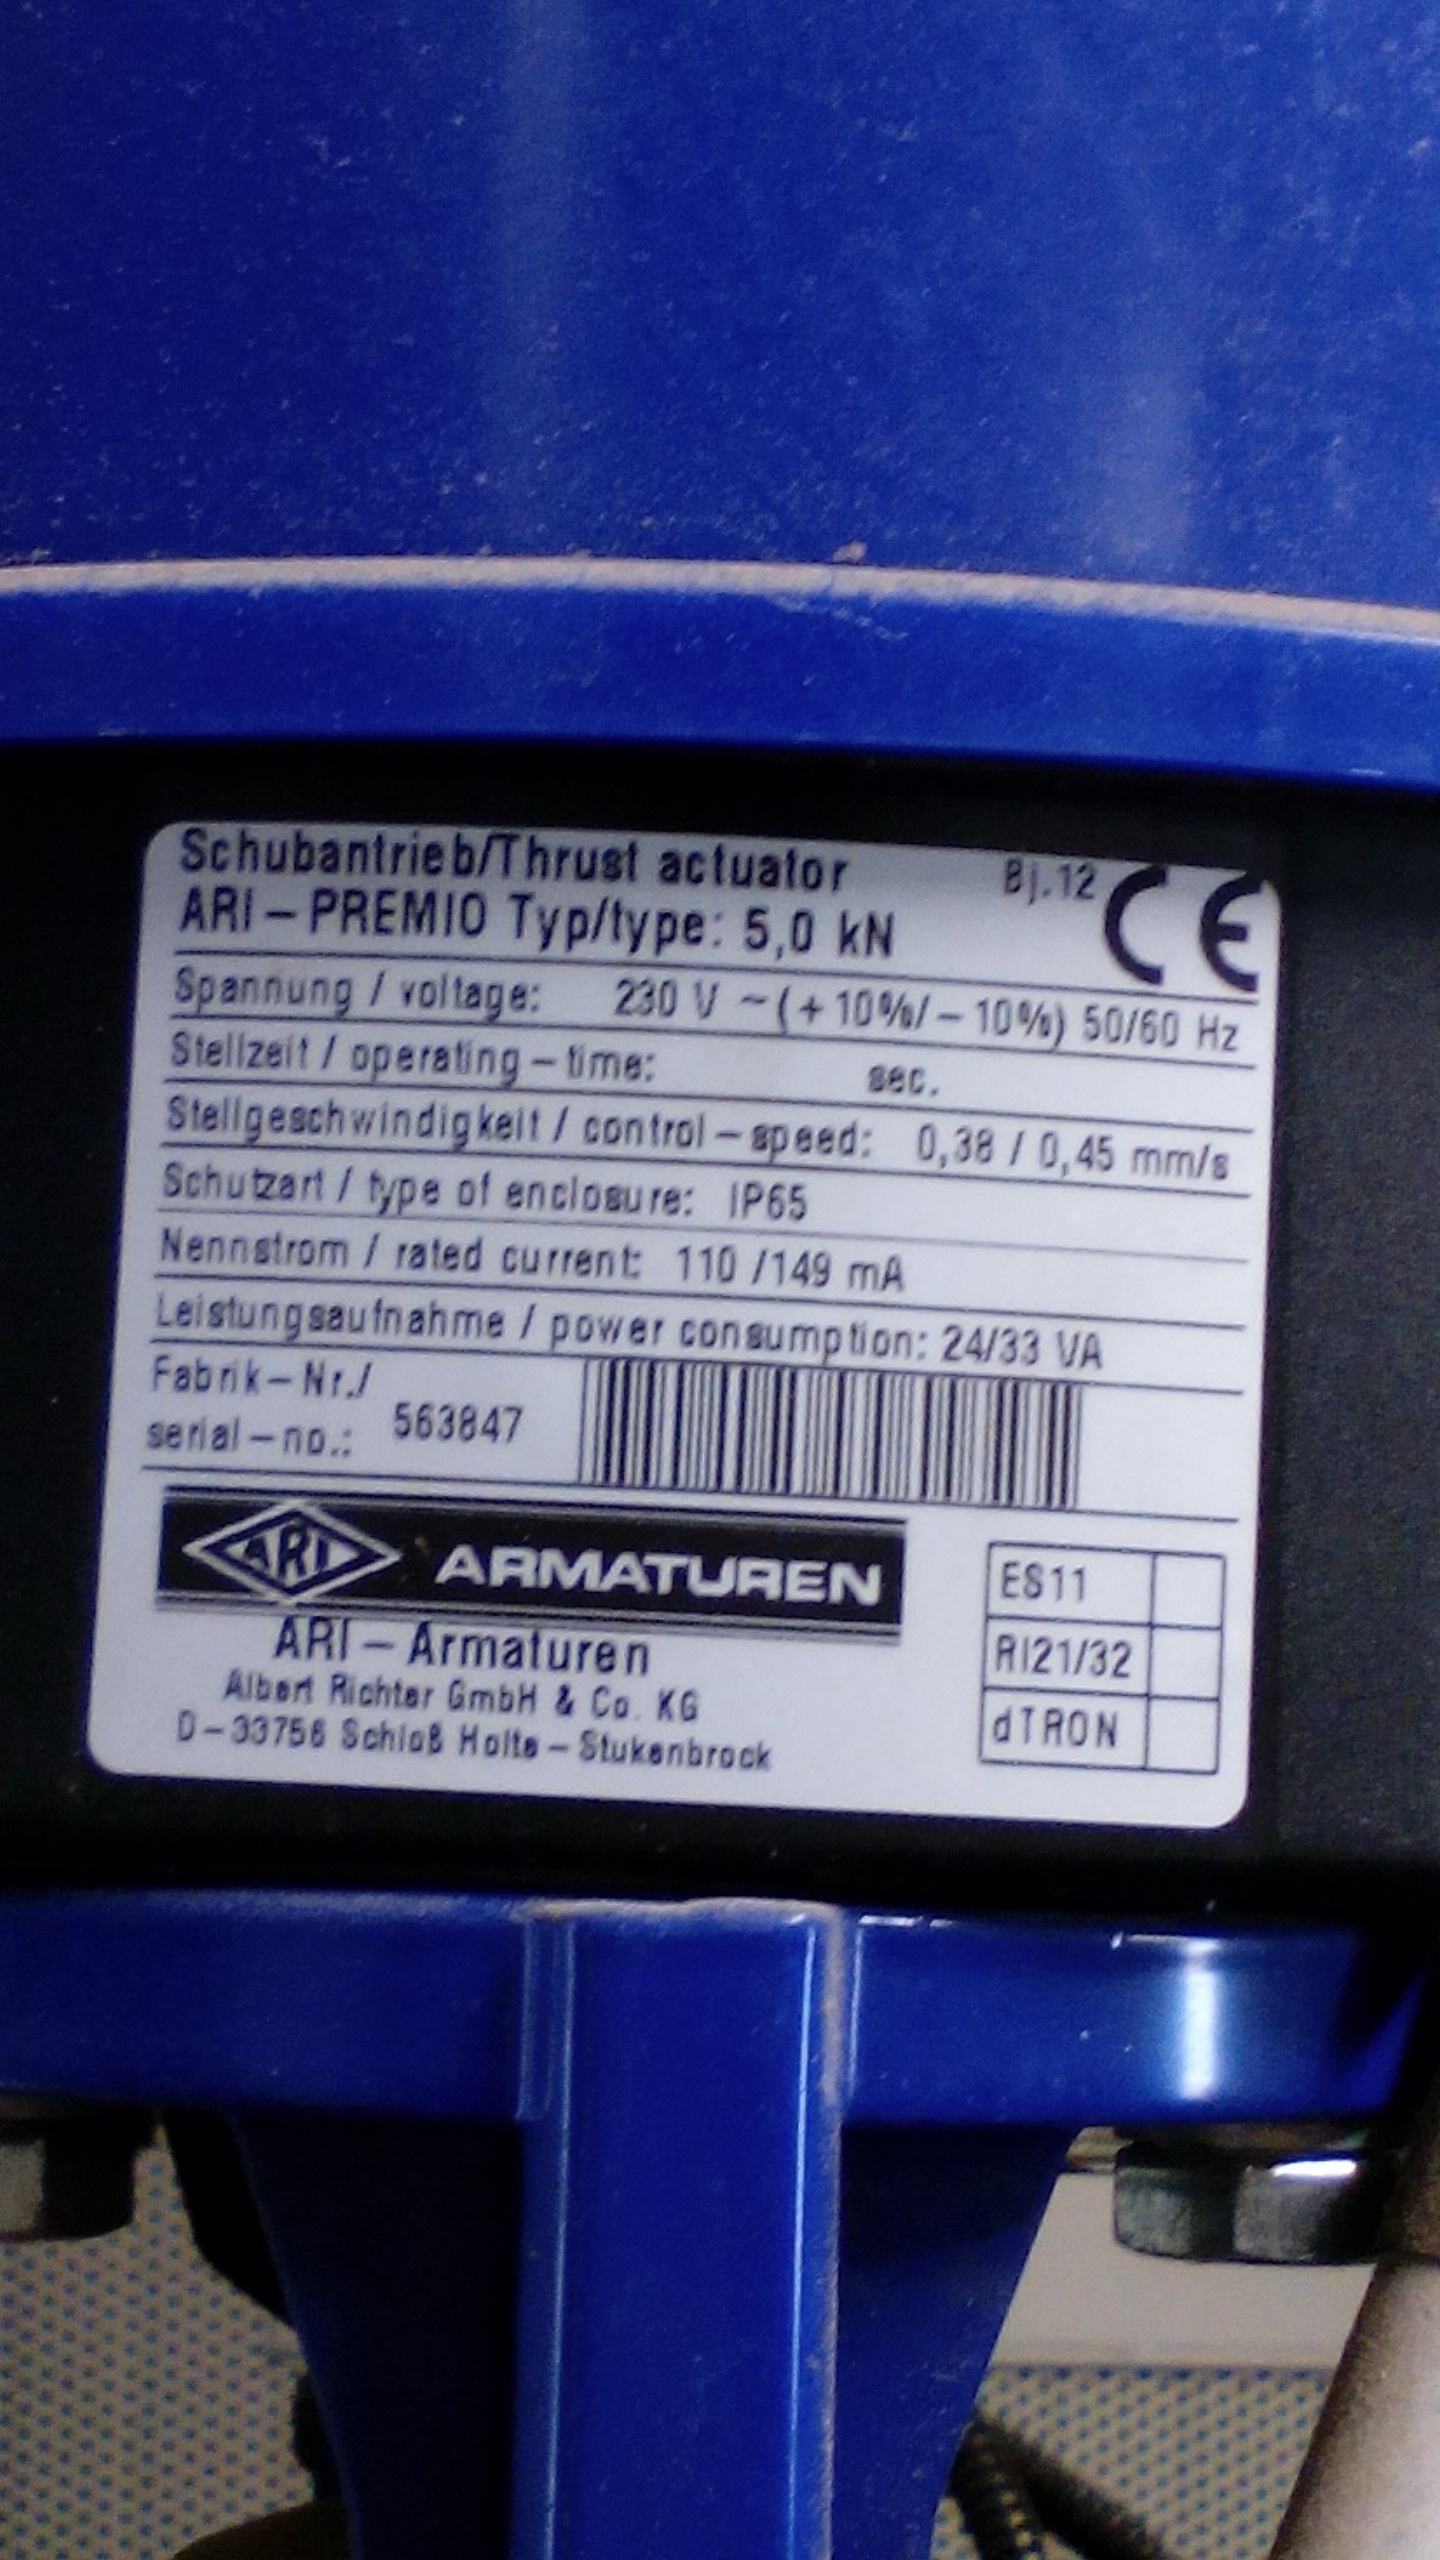 Schubantrieb/Thrust actuator Bj.12 CE
ARI-PREMIO Typ/type: 5,0 kN
Spannung / voltage: 230 V ~(+10%/-10%) 50/60 Hz
Stellzeit / operating-time: sec.
Stellgeschwindigkeit / control-speed: 0,38 / 0,45 mm/s
Schutzart / type of enclosure: IP65
Nennstrom / rated current: 110 /149 mA
Leistungsaufnahme / power consumption: 24/33 VA
Fabrik-Nr./
serial-no.: 563847
ARI ARMATUREN
ARI-Armaturen
Albert Richter GmbH & Co. KG
D-33756 Schloß Holte-Stukenbrock
ES11
RI21/32
dTRON